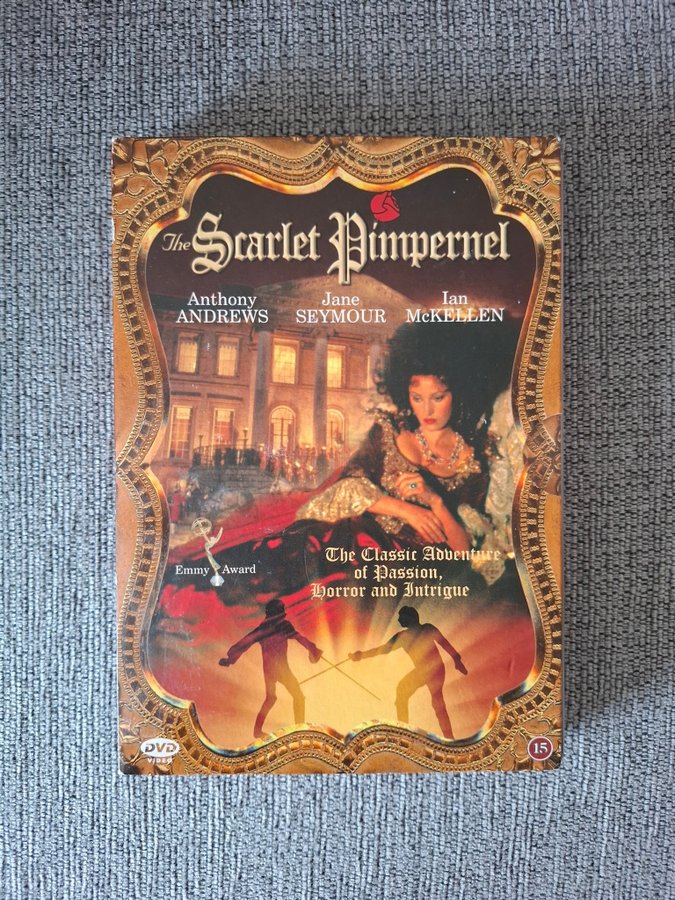 The Scarlet Pimpernel
Anthony ANDREWS
Jane SEYMOUR
Ian McKELLEN
Emmy Award
The Classic Adventure
of Passion,
Horror and Intrigue
DVD
VIDEO
15